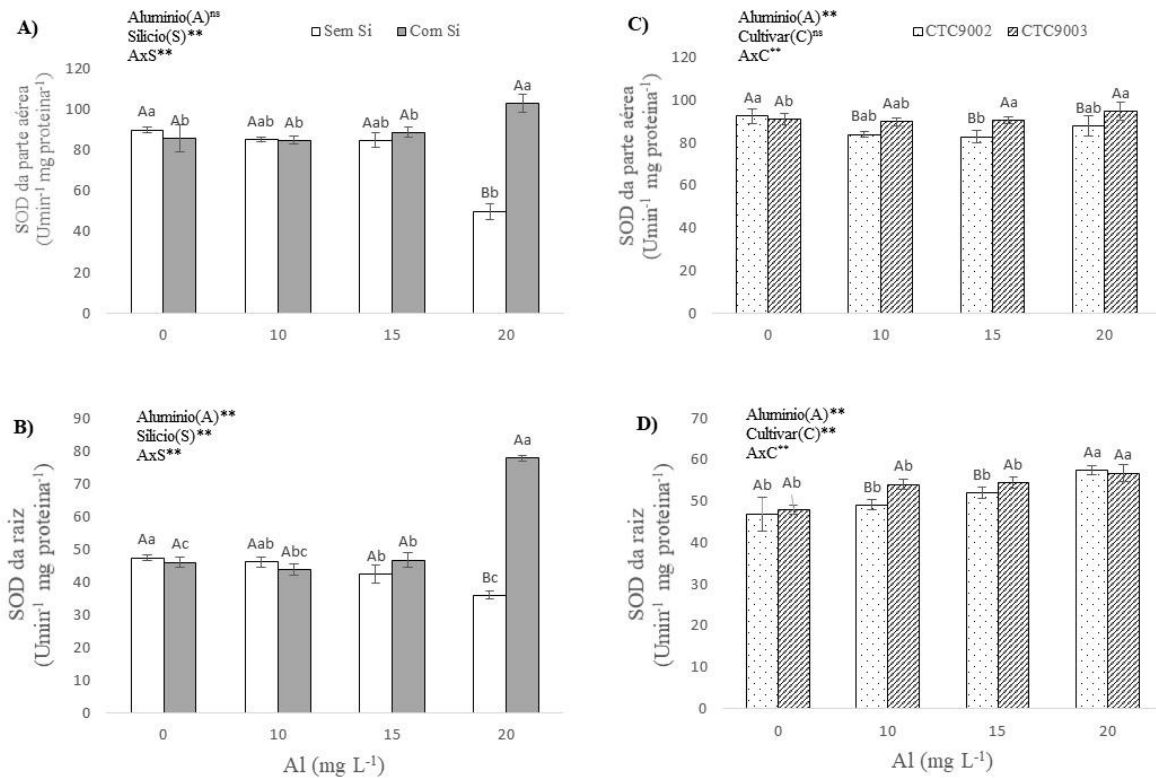 A)
Aluminio(A)ⁿˢ
Silicio(S)**
AxS**
Sem Si
Com Si
SOD da parte aérea
(Umin⁻¹ mg proteina⁻¹)
120
100
80
60
40
20
0
Aa Ab Aab Ab Aab Ab Bb Aa
0 10 15 20
C)
Aluminio(A)**
Cultivar(C)ⁿˢ
AxC**
CTC9002
CTC9003
SOD da parte aérea
(Umin⁻¹ mg proteina⁻¹)
120
100
80
60
40
20
0
Aa Ab Bab Aab Bb Aa Bab Aa
0 10 15 20
B)
Aluminio(A)**
Silicio(S)**
AxS**
SOD da raiz
(Umin⁻¹ mg proteina⁻¹)
90
80
70
60
50
40
30
20
10
0
Aa Ac Aab Abc Ab Ab Bc Aa
0 10 15 20
Al (mg L⁻¹)
D)
Aluminio(A)**
Cultivar(C)**
AxC**
SOD da raiz
(Umin⁻¹ mg proteina⁻¹)
70
60
50
40
30
20
10
0
Ab Ab Bb Ab Bb Ab Aa Aa
0 10 15 20
Al (mg L⁻¹)